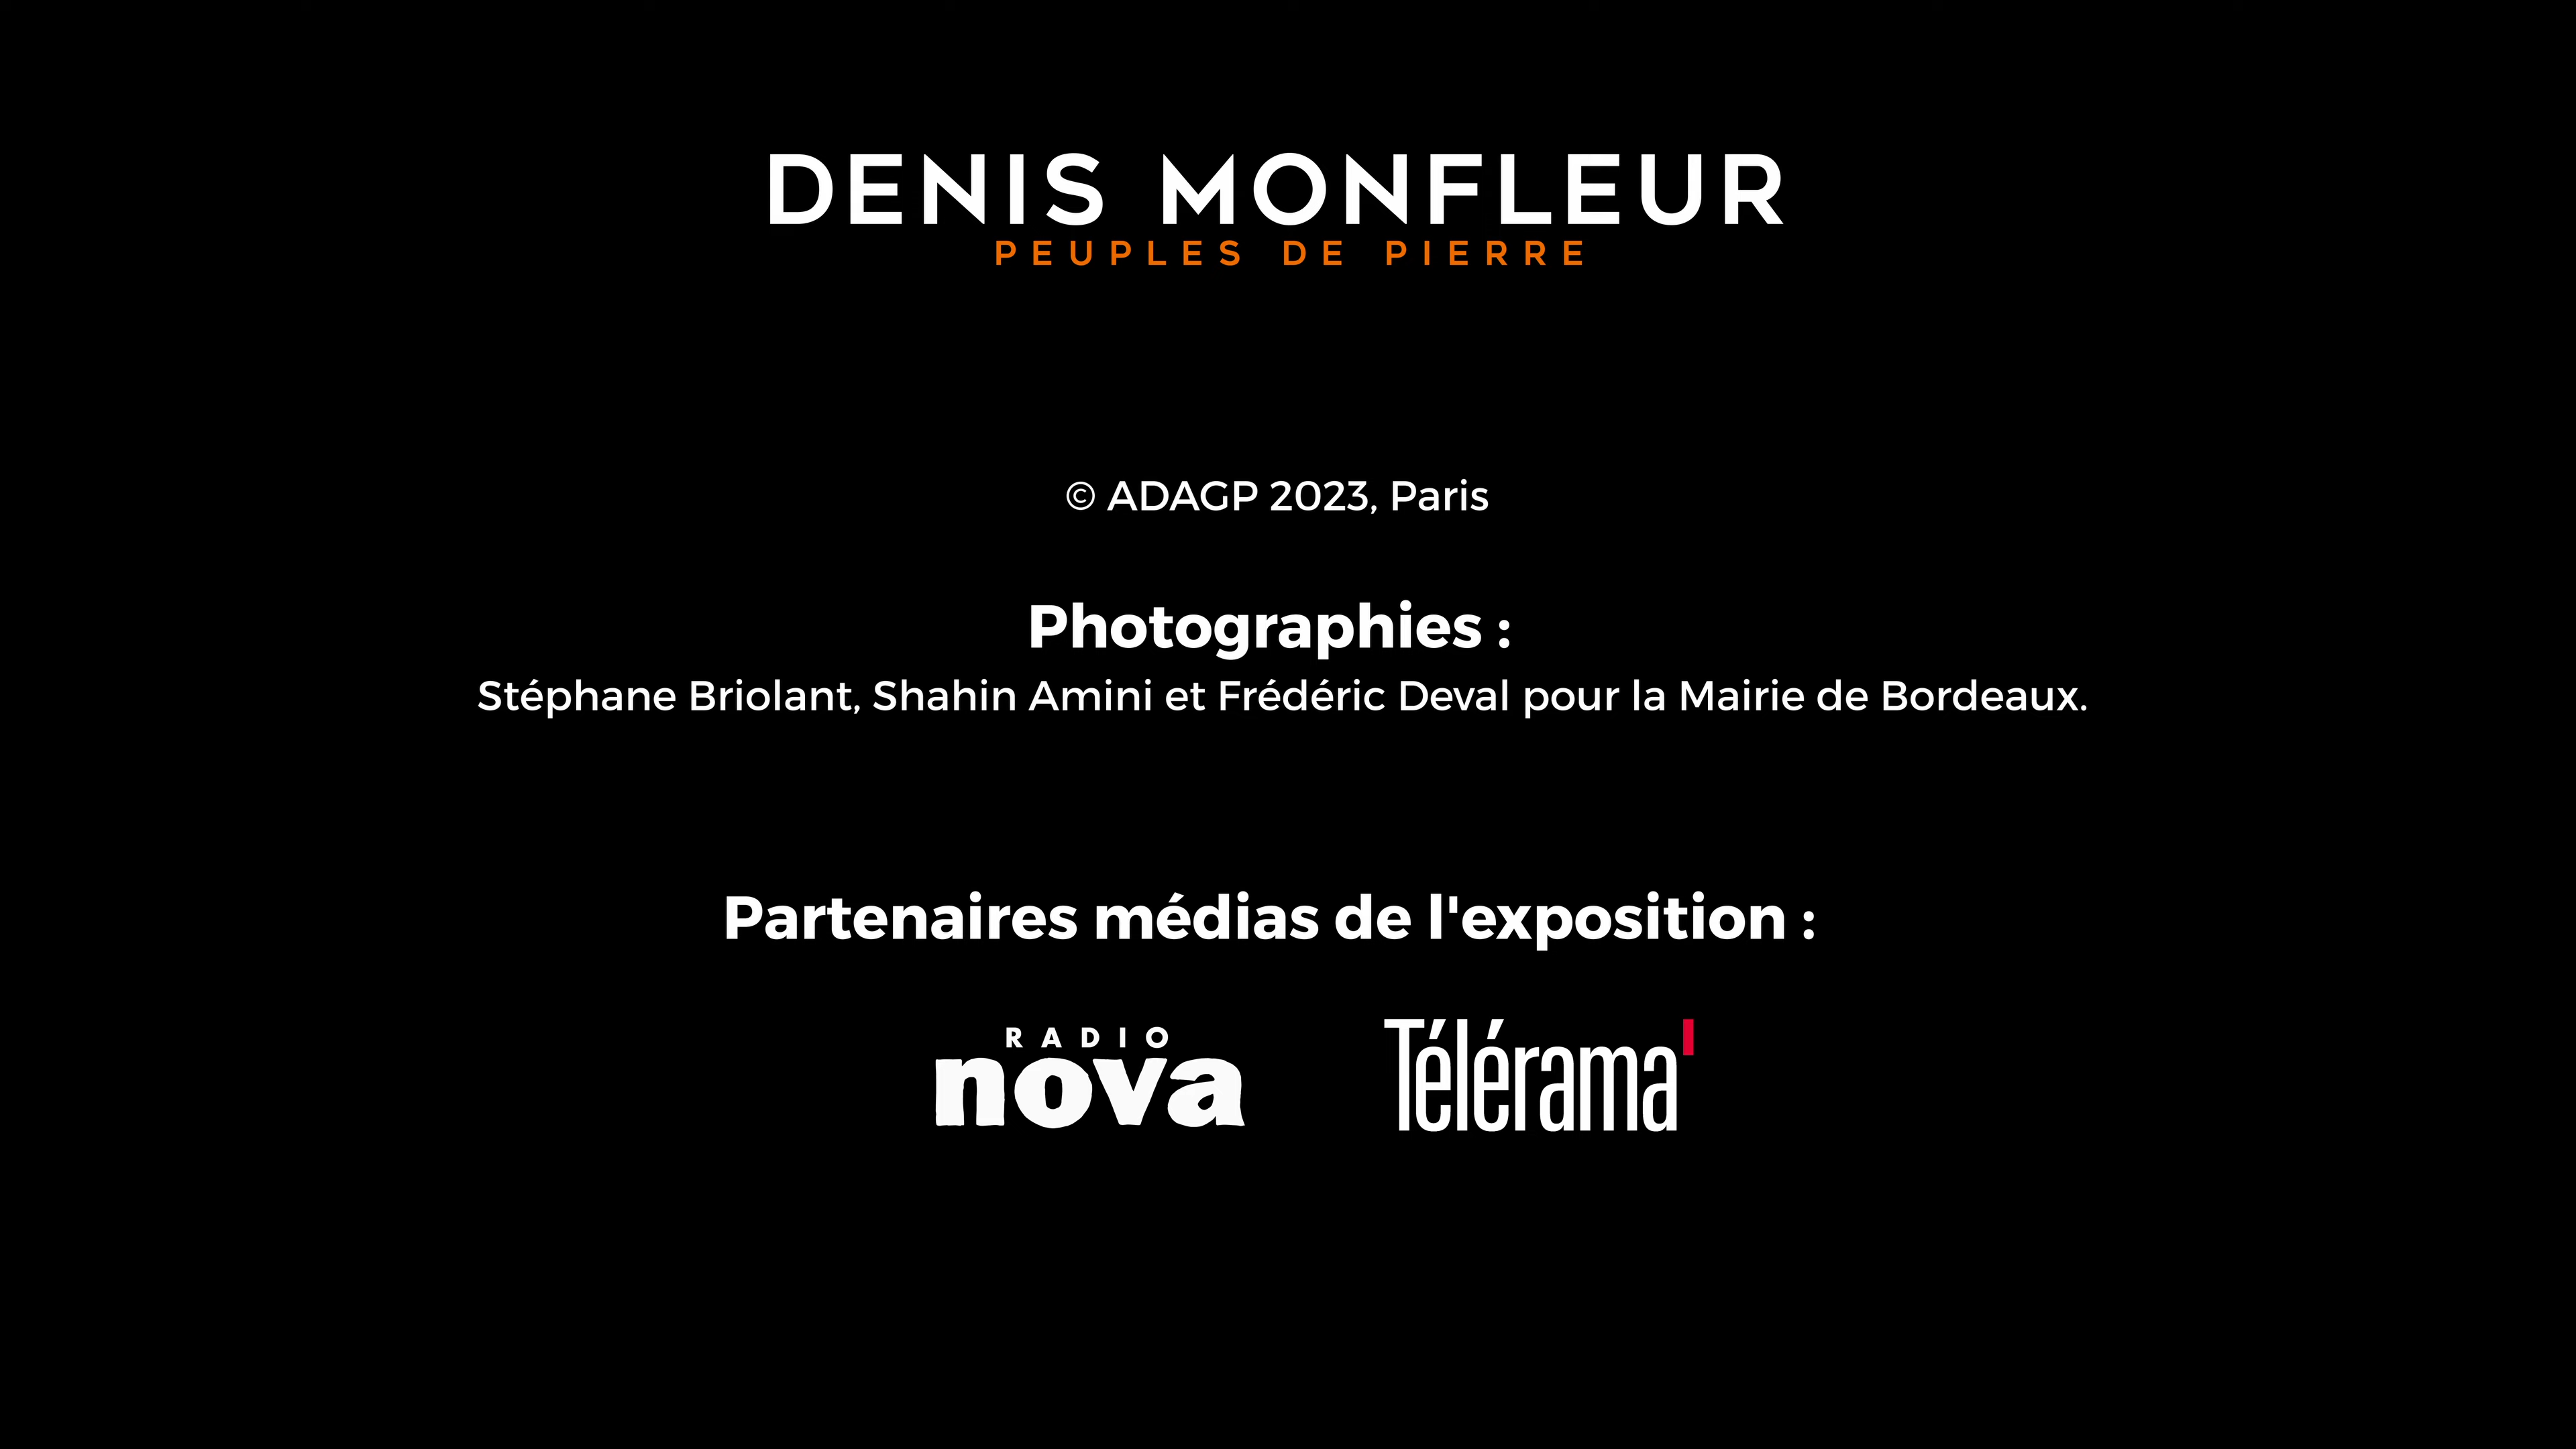 DENIS MONFLEUR
PEUPLES DE PIERRE
© ADAGP 2023, Paris
Photographies :
Stéphane Briolant, Shahin Amini et Frédéric Deval pour la Mairie de Bordeaux.
Partenaires médias de l'exposition :
RADIO
nova
Télérama'